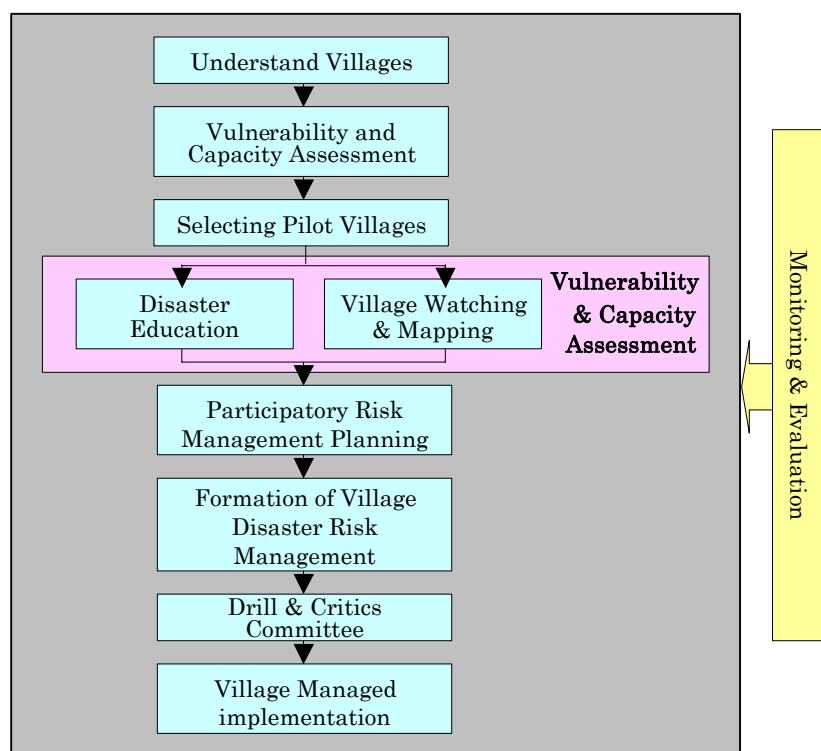 Understand Villages
Vulnerability and
Capacity Assessment
Selecting Pilot Villages
Disaster
Education
Village Watching
& Mapping
Vulnerability
& Capacity
Assessment
Participatory Risk
Management Planning
Formation of Village
Disaster Risk
Management
Drill & Critics
Committee
Village Managed
implementation
Monitoring & Evaluation